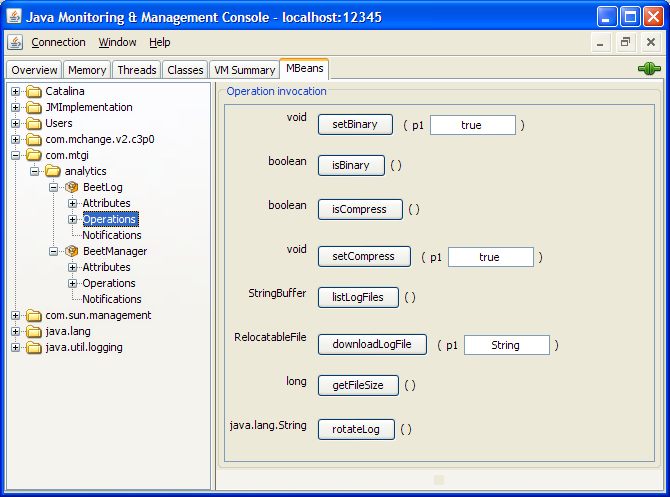 Java Monitoring & Management Console - localhost:12345
Connection Window Help
Overview Memory Threads Classes VM Summary MBeans
Catalina
JMImplementation
Users
com.mchange.v2.c3p0
com.mtgi
analytics
BeetLog
Attributes
Operations
Notifications
BeetManager
Attributes
Operations
Notifications
com.sun.management
java.lang
java.util.logging
Operation invocation
void setBinary ( p1 true )
boolean isBinary ( )
boolean isCompress ( )
void setCompress ( p1 true )
StringBuffer listLogFiles ( )
RelocatableFile downloadLogFile ( p1 String )
long getFileSize ( )
java.lang.String rotateLog ( )